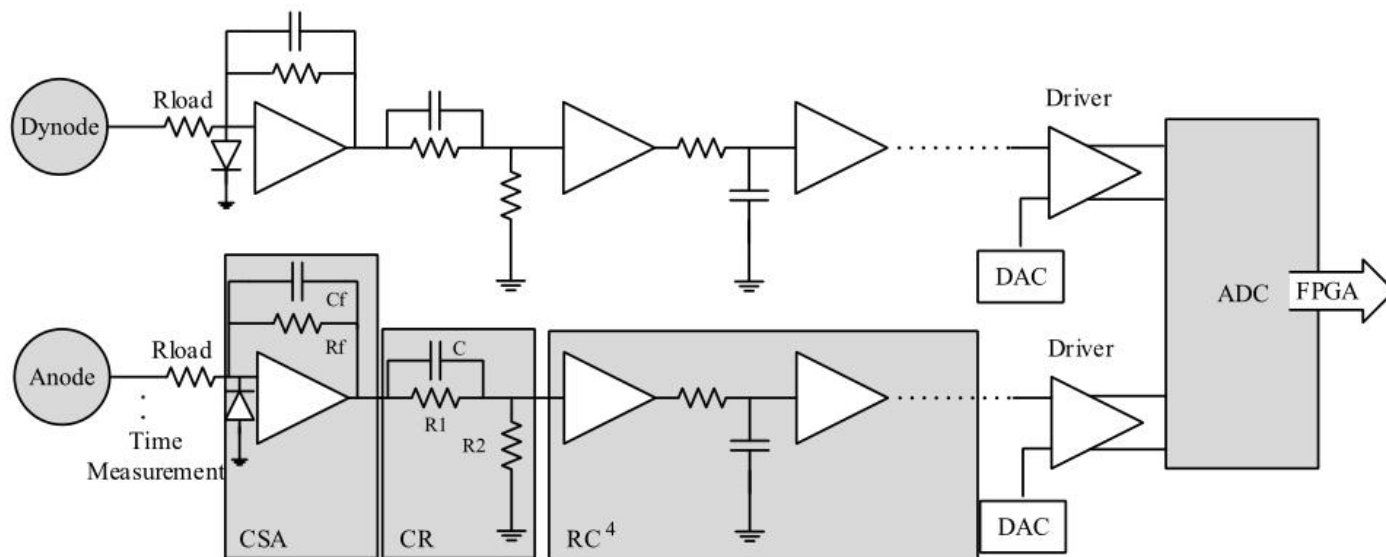 Dynode
Rload
Driver
DAC
ADC
FPGA
Anode
Rload
Time
Measurement
Cf
Rf
CSA
C
R1
R2
CR
RC⁴
Driver
DAC